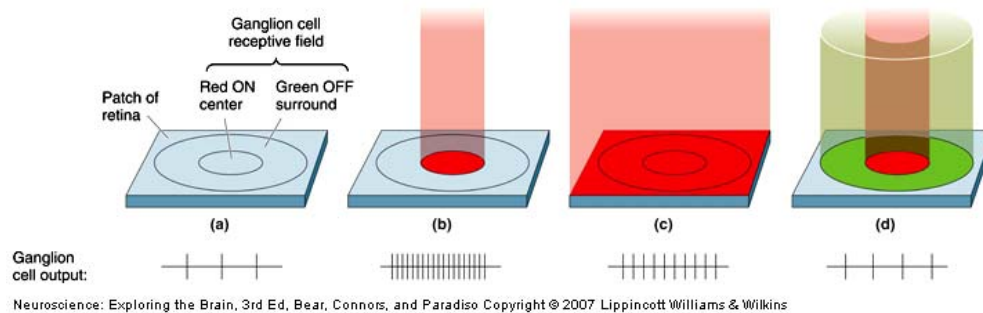 Ganglion cell
receptive field
Red ON
center
Green OFF
surround
Patch of
retina
(a)
(b)
(c)
(d)
Ganglion
cell output:
Neuroscience: Exploring the Brain, 3rd Ed, Bear, Connors, and Paradiso Copyright © 2007 Lippincott Williams & Wilkins